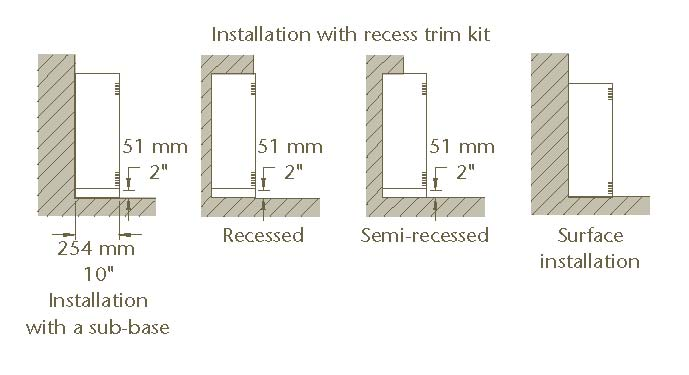 Installation with recess trim kit
51 mm
2"
254 mm
10"
Installation
with a sub-base
51 mm
2"
Recessed
51 mm
2"
Semi-recessed
Surface
installation